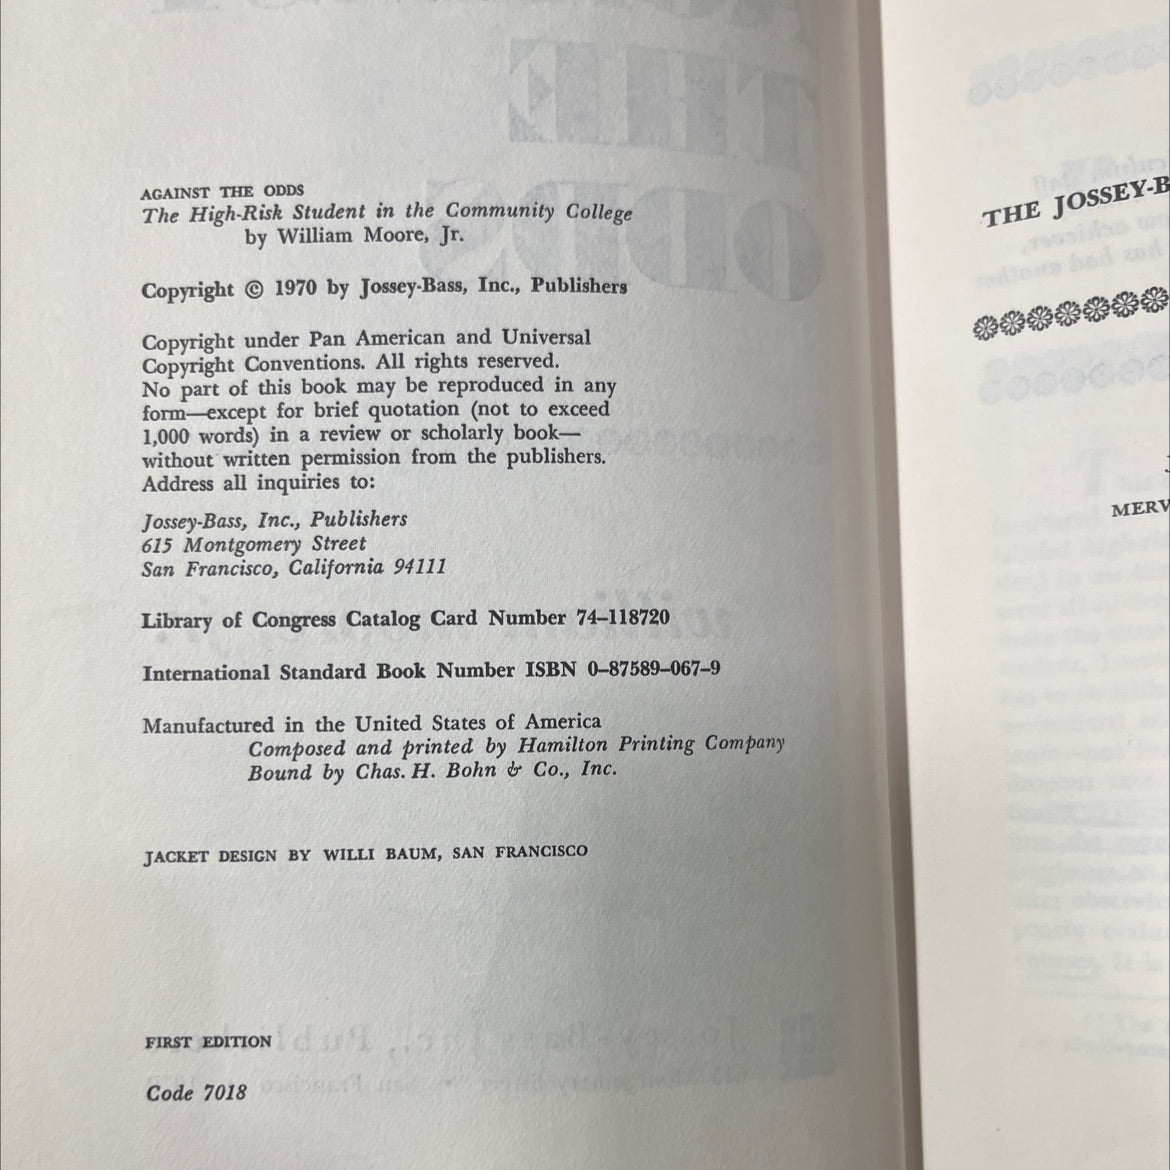 AGAINST THE ODDS
The High-Risk Student in the Community College
by William Moore, Jr.
Copyright © 1970 by Jossey-Bass, Inc., Publishers
Copyright under Pan American and Universal
Copyright Conventions. All rights reserved.
No part of this book may be reproduced in any
form—except for brief quotation (not to exceed
1,000 words) in a review or scholarly book—
without written permission from the publishers.
Address all inquiries to:
Jossey-Bass, Inc., Publishers
615 Montgomery Street
San Francisco, California 94111
Library of Congress Catalog Card Number 74–118720
International Standard Book Number ISBN 0–87589–067–9
Manufactured in the United States of America
Composed and printed by Hamilton Printing Company
Bound by Chas. H. Bohn & Co., Inc.
JACKET DESIGN BY WILLI BAUM, SAN FRANCISCO
FIRST EDITION
Code 7018
THE JOSSEY-B
MERV